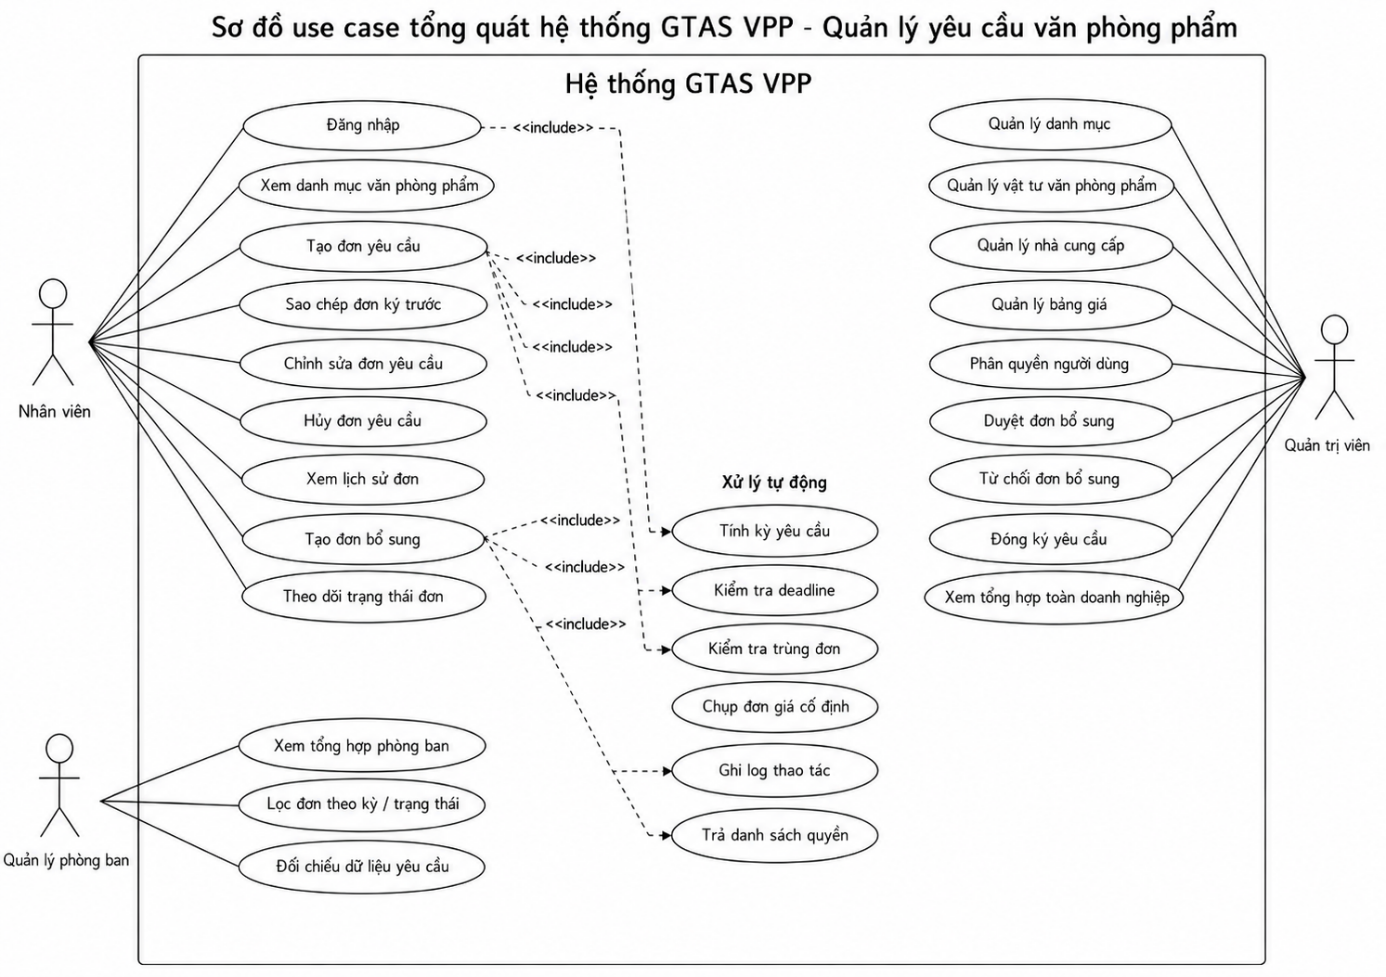 Sơ đồ use case tổng quát hệ thống GTAS VPP - Quản lý yêu cầu văn phòng phẩm
Hệ thống GTAS VPP
Đăng nhập
Xem danh mục văn phòng phẩm
Tạo đơn yêu cầu
Sao chép đơn ký trước
Chỉnh sửa đơn yêu cầu
Hủy đơn yêu cầu
Xem lịch sử đơn
Tạo đơn bổ sung
Theo dõi trạng thái đơn
Nhân viên
<<include>>
<<include>>
<<include>>
<<include>>
<<include>>
<<include>>
<<include>>
<<include>>
Xử lý tự động
Tính kỳ yêu cầu
Kiểm tra deadline
Kiểm tra trùng đơn
Chụp đơn giá cố định
Ghi log thao tác
Trả danh sách quyền
Quản lý danh mục
Quản lý vật tư văn phòng phẩm
Quản lý nhà cung cấp
Quản lý bảng giá
Phân quyền người dùng
Duyệt đơn bổ sung
Từ chối đơn bổ sung
Đóng ký yêu cầu
Xem tổng hợp toàn doanh nghiệp
Quản trị viên
Xem tổng hợp phòng ban
Lọc đơn theo kỳ / trạng thái
Đối chiếu dữ liệu yêu cầu
Quản lý phòng ban